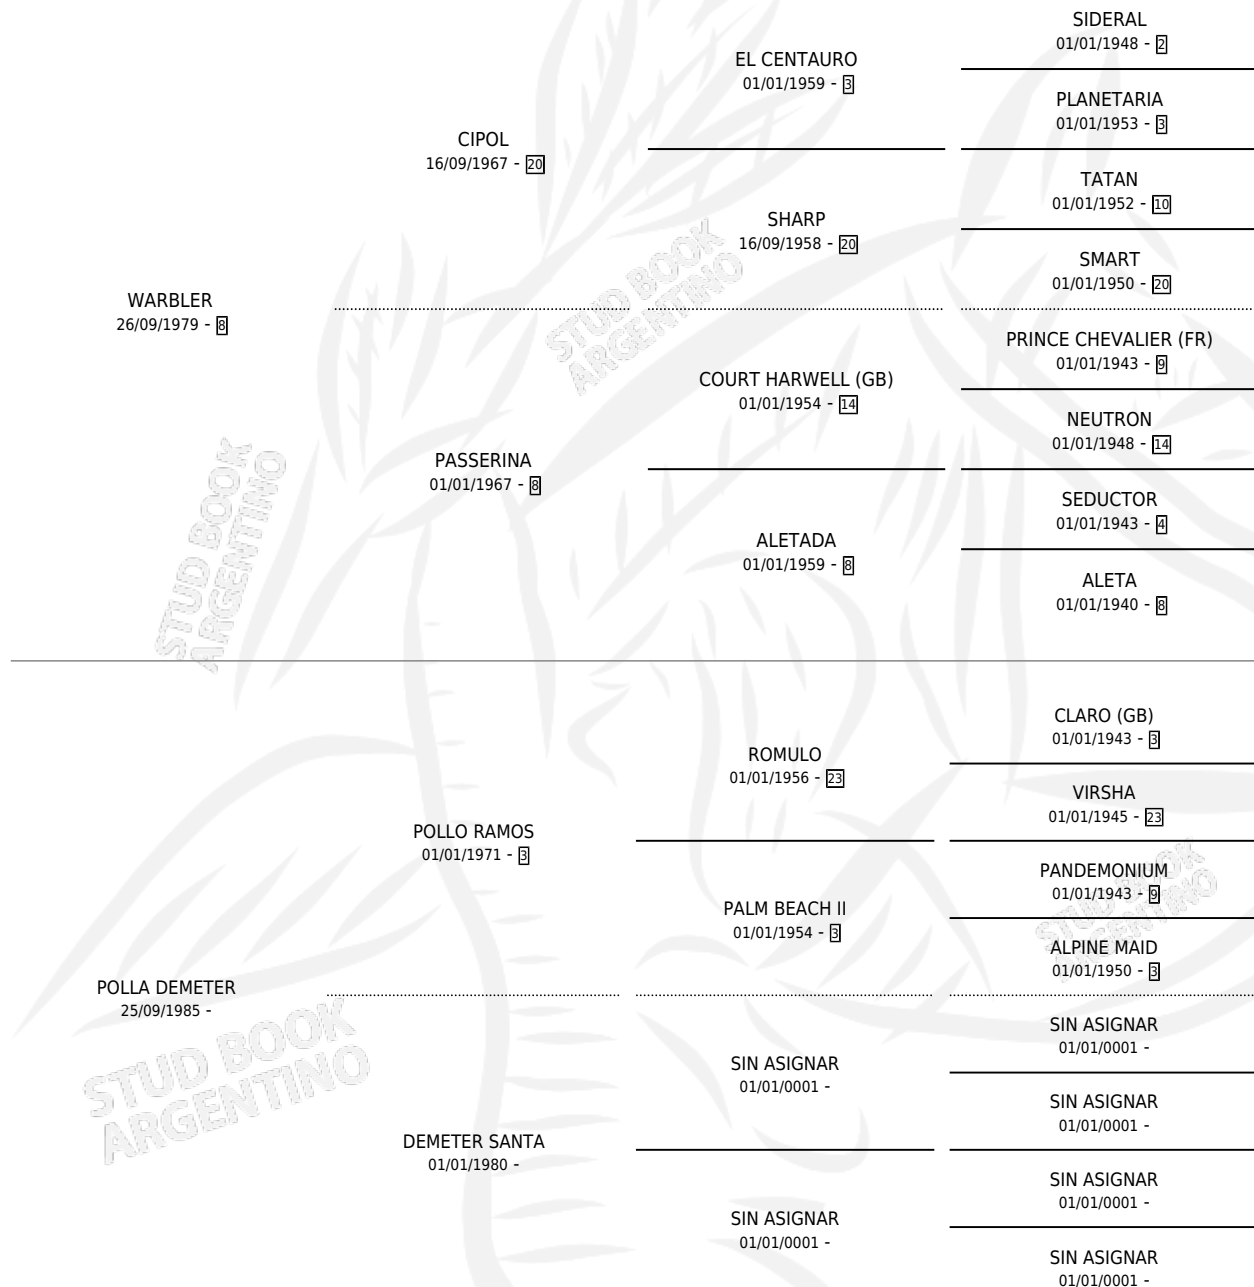 SIDERAL
01/01/1948 - 2
EL CENTAURO
01/01/1959 - 3
PLANETARIA
01/01/1953 - 3
CIPOL
16/09/1967 - 20
TATAN
01/01/1952 - 10
SHARP
16/09/1958 - 20
SMART
01/01/1950 - 20
WARBLER
26/09/1979 - 8
STUD BOOK
ARGENTINO
PRINCE CHEVALIER (FR)
01/01/1943 - 9
COURT HARWELL (GB)
01/01/1954 - 14
NEUTRON
01/01/1948 - 14
PASSERINA
01/01/1967 - 8
SEDUCTOR
01/01/1943 - 4
ALETADA
01/01/1959 - 8
ALETA
01/01/1940 - 8
STUD BOOK
ARGENTINO
CLARO (GB)
01/01/1943 - 3
ROMULO
01/01/1956 - 23
VIRSHA
01/01/1945 - 23
POLLO RAMOS
01/01/1971 - 3
PANDEMONIUM
01/01/1943 - 9
PALM BEACH II
01/01/1954 - 3
STUD BOOK
ARGENTINO
ALPINE MAID
01/01/1950 - 3
POLLA DEMETER
25/09/1985 -
STUD BOOK
ARGENTINO
SIN ASIGNAR
01/01/0001 -
SIN ASIGNAR
01/01/0001 -
SIN ASIGNAR
01/01/0001 -
DEMETER SANTA
01/01/1980 -
SIN ASIGNAR
01/01/0001 -
SIN ASIGNAR
01/01/0001 -
SIN ASIGNAR
01/01/0001 -